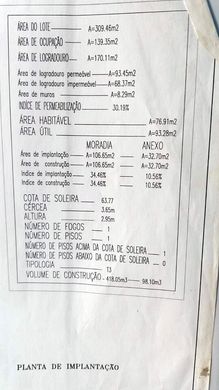 ÁREA DO LOTE — A=309.46m2
ÁREA DE OCUPAÇÃO — A=139.35m2
ÁREA DE LOGRADOURO — A=170.11m2
Área de logradouro permeável — A=93.45m2
Área de logradouro impermeável — A=68.37m2
Área de muros — A=8.29m2
INDÍCE DE PERMEABILIZAÇÃO: 30.19%
ÁREA HABITÁVEL — A=76.91m2
ÁREA ÚTIL — A=93.28m2
MORADIA ANEXO
Área de implantação — A=106.65m2 — A=32.70m2
Área de construção — A=106.65m2 — A=32.70m2
Indice de implantação — 34.46% — 10.56%
Indice de construção — 34.46% — 10.56%
COTA DE SOLEIRA — 63.77
CÉRCEA — 3.65m
ALTURA — 2.95m
NÚMERO DE FOGOS — 1
NÚMERO DE PISOS — 1
NÚMERO DE PISOS ACIMA DA COTA DE SOLEIRA — 1
NÚMERO DE PISOS ABAIXO DA COTA DE SOLEIRA — 0
TIPOLOGIA — T3
VOLUME DE CONSTRUÇÃO — 418.05m3 — 98.10m3
PLANTA DE IMPLANTAÇÃO